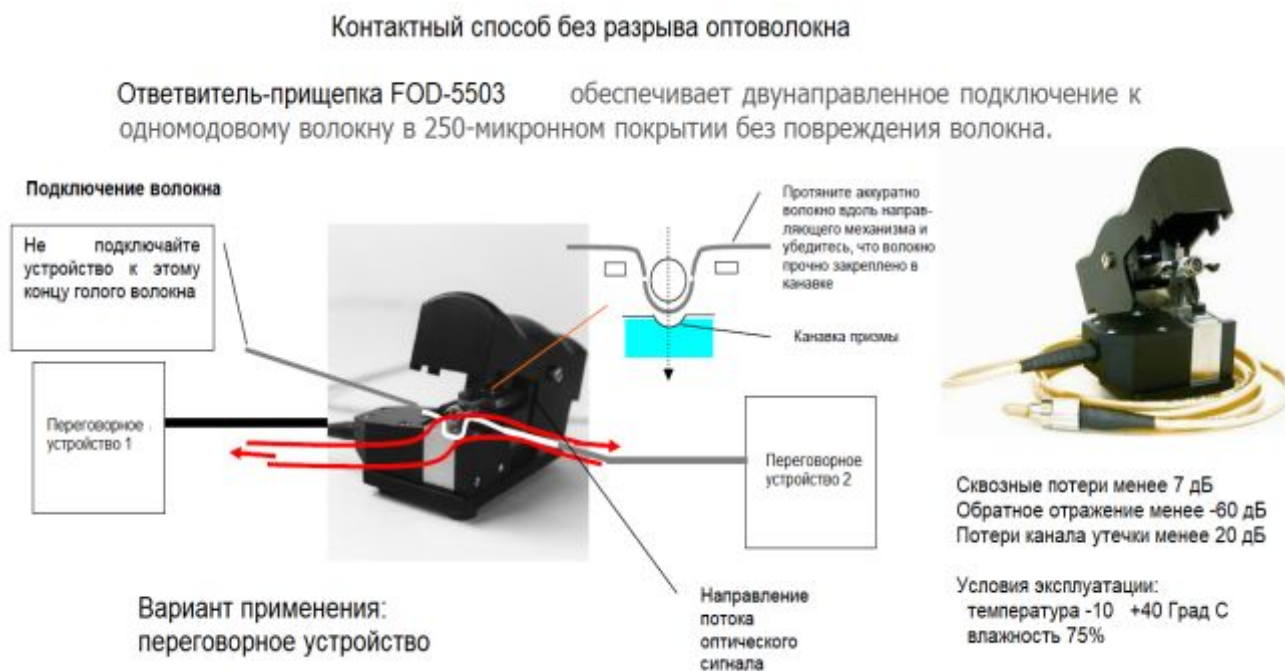 Контактный способ без разрыва оптоволокна
Ответвитель-прищепка FOD-5503 обеспечивает двунаправленное подключение к
одномодовому волокну в 250-микронном покрытии без повреждения волокна.
Подключение волокна
Не подключайте
устройство к этому
концу голого волокна
Протяните аккуратно
волокно вдоль направ-
ляющего механизма и
убедитесь, что волокно
прочно закреплено в
канавке
Канавка призмы
Переговорное
устройство 1
Переговорное
устройство 2
Сквозные потери менее 7 дБ
Обратное отражение менее -60 дБ
Потери канала утечки менее 20 дБ
Условия эксплуатации:
температура -10 +40 Град С
влажность 75%
Вариант применения:
переговорное устройство
Направление
потока
оптического
сигнала